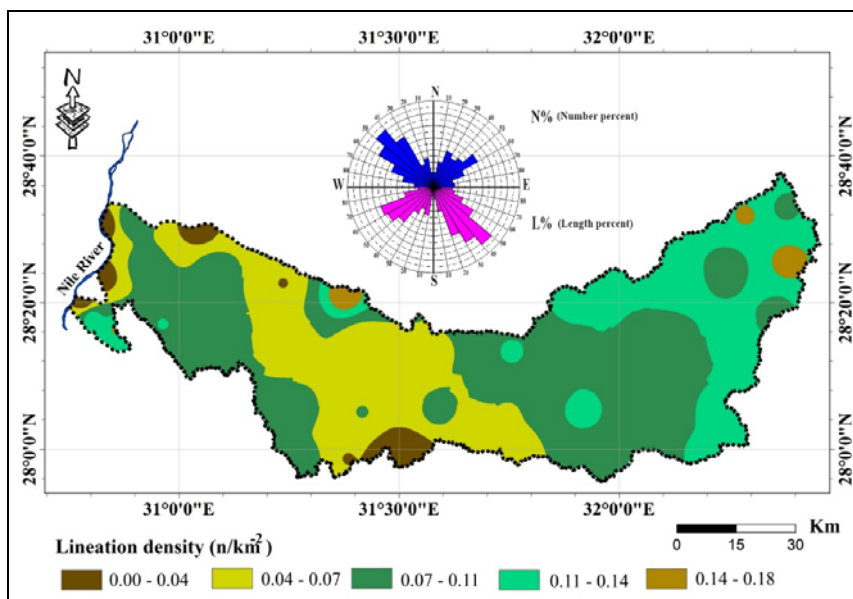 31°0'0"E 31°30'0"E 32°0'0"E
N
N
N% (Number percent)
28°40'0"N 28°40'0"N
W E
L% (Length percent)
S
Nile River
28°20'0"N 28°20'0"N
28°0'0"N 28°0'0"N
31°0'0"E 31°30'0"E 32°0'0"E
Km
0 15 30
Lineation density (n/km⁻²)
0.00 - 0.04 0.04 - 0.07 0.07 - 0.11 0.11 - 0.14 0.14 - 0.18